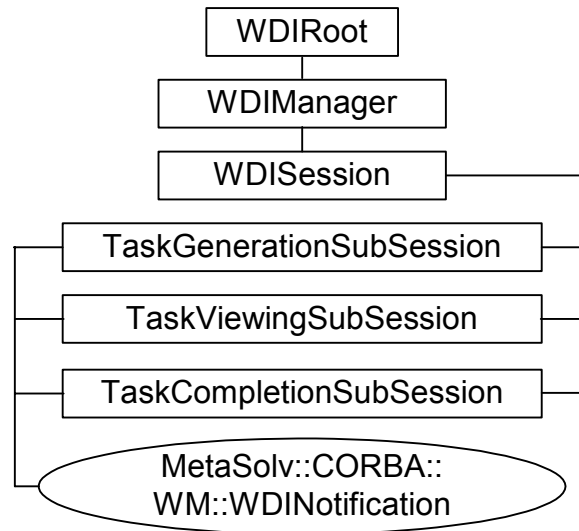 WDIRoot
WDIManager
WDISession
TaskGenerationSubSession
TaskViewingSubSession
TaskCompletionSubSession
MetaSolv::CORBA::
WM::WDINotification